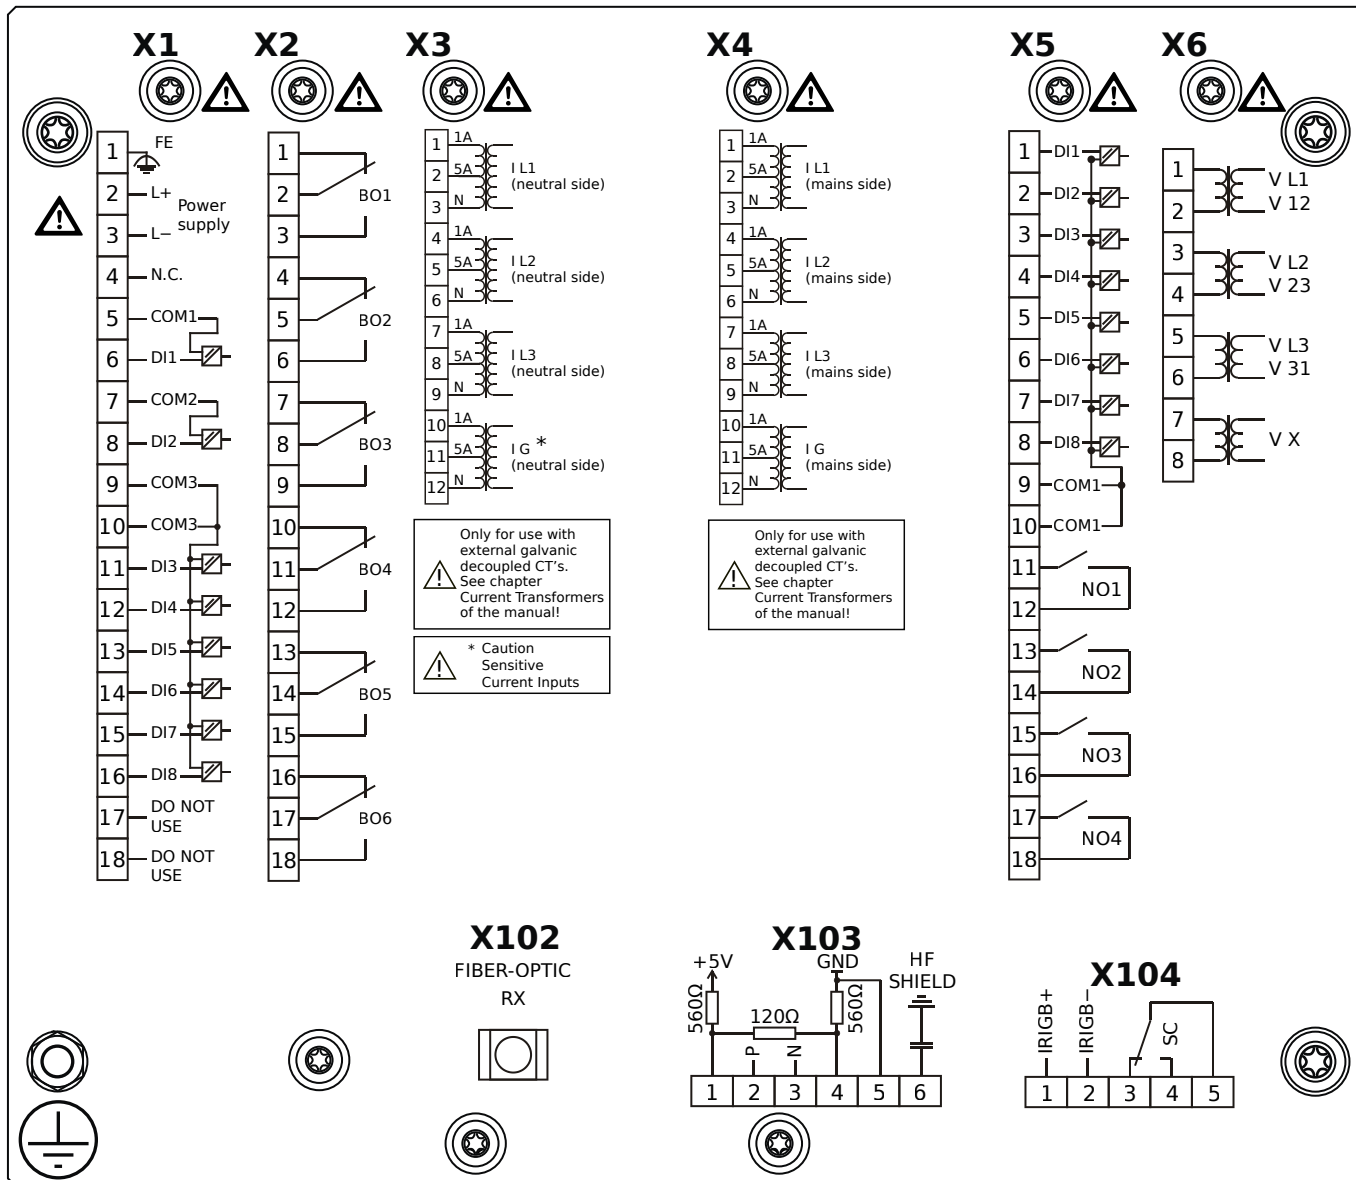 X1
1
FE
2 L+
Power
supply
3 L−
4 N.C.
5 COM1
6 DI1
7 COM2
8 DI2
9 COM3
10 COM3
11 DI3
12 DI4
13 DI5
14 DI6
15 DI7
16 DI8
17 DO NOT
USE
18 DO NOT
USE
X2
1
2 BO1
3
4
5 BO2
6
7
8 BO3
9
10
11 BO4
12
13
14 BO5
15
16
17 BO6
18
X3
1 1A
2 5A I L1
(neutral side)
3 N
4 1A
5 5A I L2
(neutral side)
6 N
7 1A
8 5A I L3
(neutral side)
9 N
10 1A
11 5A I G *
(neutral side)
12 N
Only for use with
external galvanic
decoupled CT's.
See chapter
Current Transformers
of the manual!
* Caution
Sensitive
Current Inputs
X4
1 1A
2 5A I L1
(mains side)
3 N
4 1A
5 5A I L2
(mains side)
6 N
7 1A
8 5A I L3
(mains side)
9 N
10 1A
11 5A I G
(mains side)
12 N
Only for use with
external galvanic
decoupled CT's.
See chapter
Current Transformers
of the manual!
X5
1 DI1
2 DI2
3 DI3
4 DI4
5 DI5
6 DI6
7 DI7
8 DI8
9 COM1
10 COM1
11
NO1
12
13
NO2
14
15
NO3
16
17
NO4
18
X6
1 V L1
2 V 12
3 V L2
4 V 23
5 V L3
6 V 31
7
V X
8
X102
FIBER-OPTIC
RX
X103
+5V GND HF
SHIELD
560Ω 120Ω 560Ω
P N
1 2 3 4 5 6
X104
IRIGB+ IRIGB− SC
1 2 3 4 5